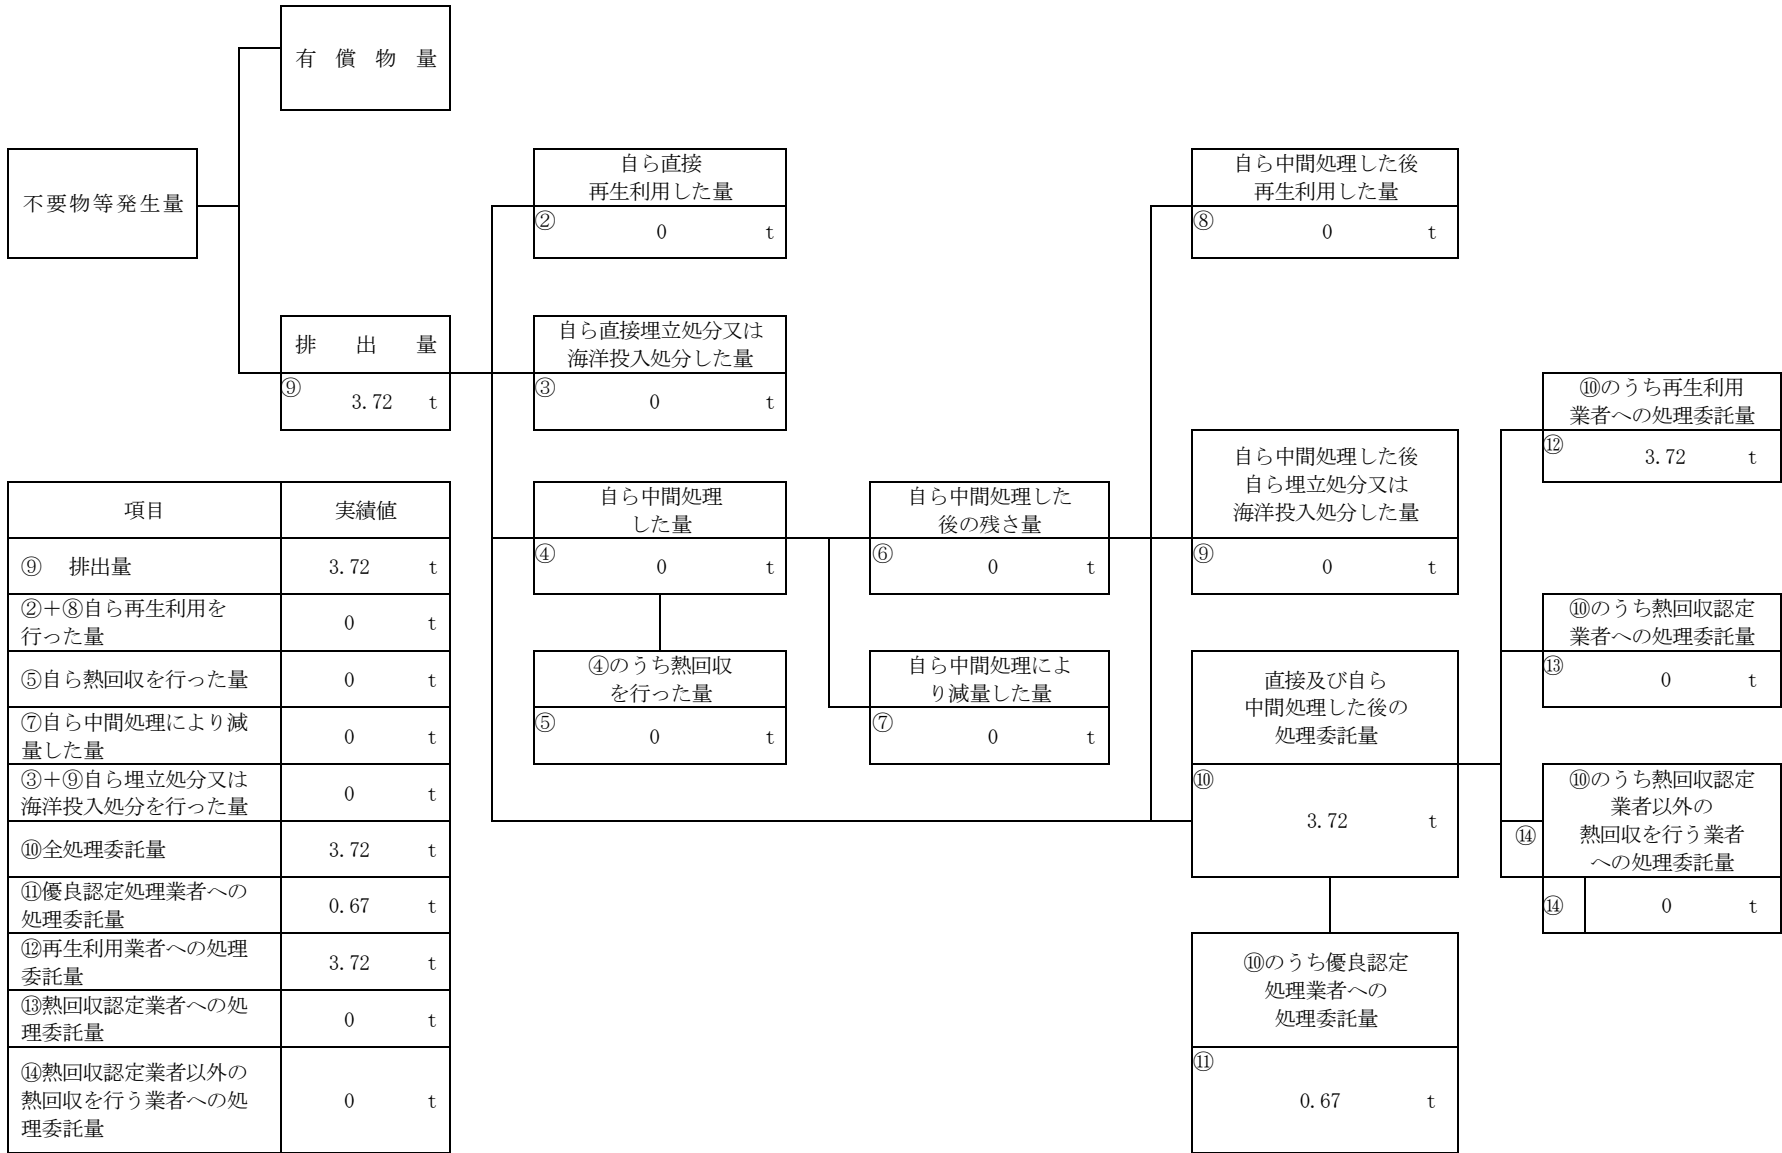 有償物量
不要物等発生量
排出量
⑨
3.72 t
自ら直接
再生利用した量
②
0 t
自ら直接埋立処分又は
海洋投入処分した量
③
0 t
自ら中間処理
した量
④
0 t
④のうち熱回収
を行った量
⑤
0 t
自ら中間処理した
後の残さ量
⑥
0 t
自ら中間処理によ
り減量した量
⑦
0 t
自ら中間処理した後
再生利用した量
⑧
0 t
自ら中間処理した後
自ら埋立処分又は
海洋投入処分した量
⑨
0 t
直接及び自ら
中間処理した後の
処理委託量
⑩
3.72 t
⑩のうち優良認定
処理業者への
処理委託量
⑪
0.67 t
⑩のうち再生利用
業者への処理委託量
⑫
3.72 t
⑩のうち熱回収認定
業者への処理委託量
⑬
0 t
⑩のうち熱回収認定
業者以外の
熱回収を行う業者
への処理委託量
⑭
⑭
0 t
項目 実績値
⑨ 排出量 3.72 t
②+⑧自ら再生利用を
行った量
0 t
⑤自ら熱回収を行った量 0 t
⑦自ら中間処理により減
量した量
0 t
③+⑨自ら埋立処分又は
海洋投入処分を行った量
0 t
⑩全処理委託量 3.72 t
⑪優良認定処理業者への
処理委託量
0.67 t
⑫再生利用業者への処理
委託量
3.72 t
⑬熱回収認定業者への処
理委託量
0 t
⑭熱回収認定業者以外の
熱回収を行う業者への処
理委託量
0 t